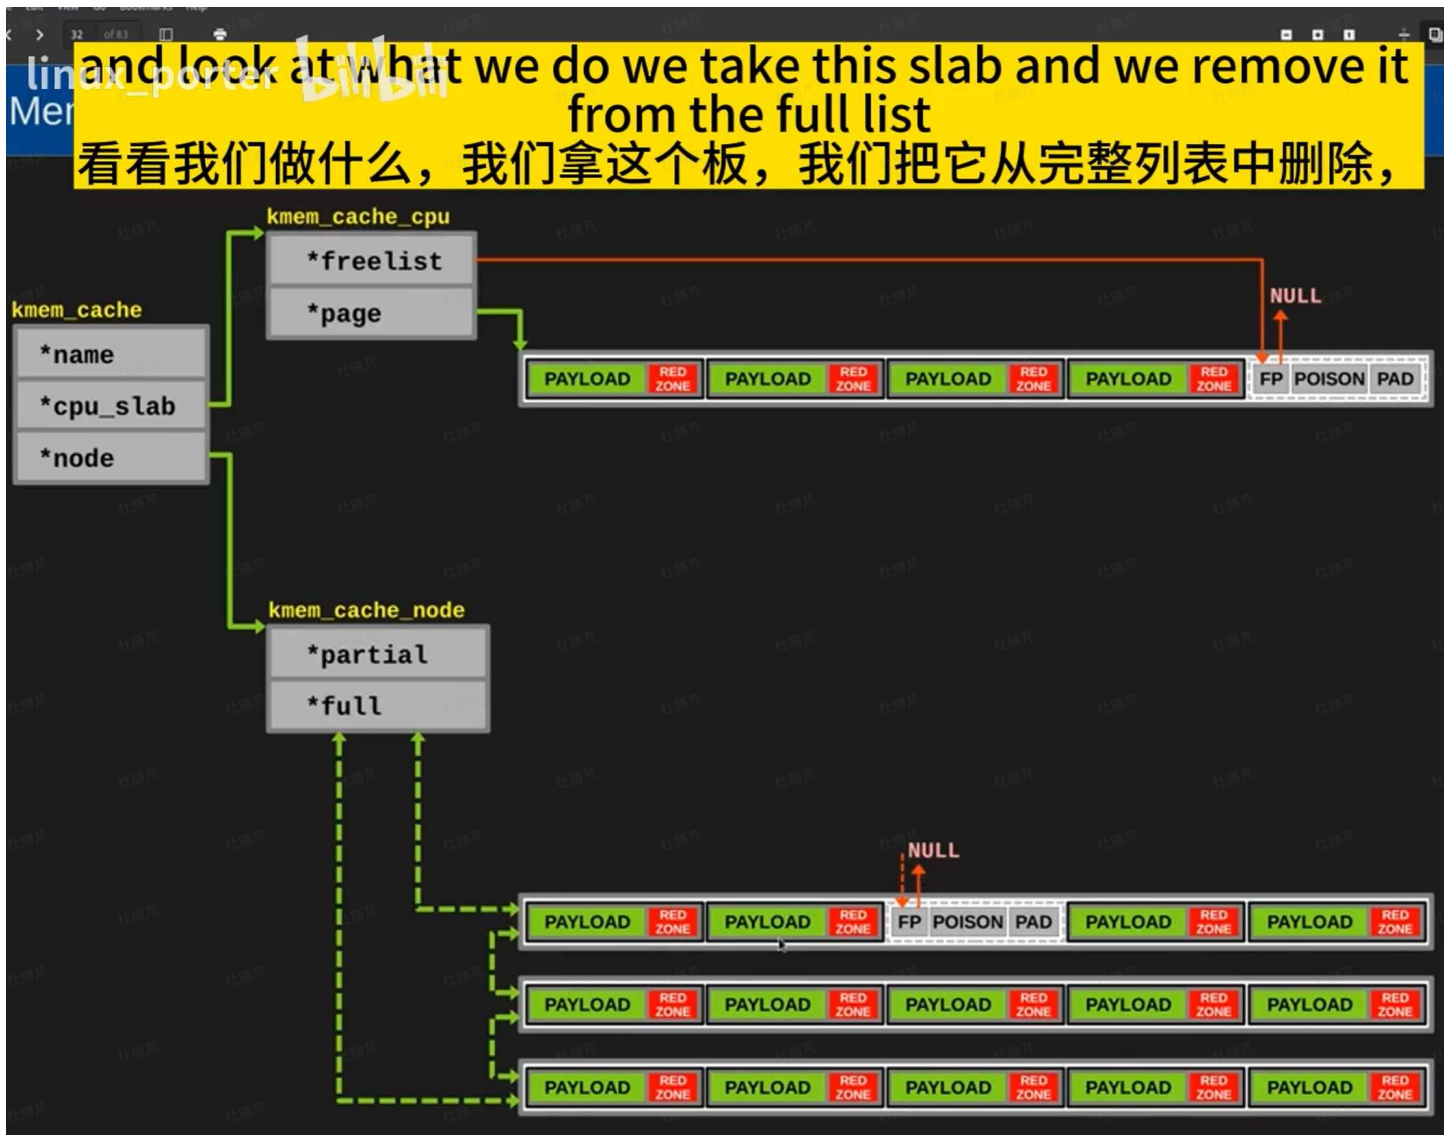 32 of 83
and look at what we do we take this slab and we remove it
from the full list
看看我们做什么，我们拿这个板，我们把它从完整列表中删除，
linux_porter bilibili
Mer
kmem_cache_cpu
*freelist
*page
kmem_cache
*name
*cpu_slab
*node
NULL
PAYLOAD RED ZONE PAYLOAD RED ZONE PAYLOAD RED ZONE PAYLOAD RED ZONE FP POISON PAD
kmem_cache_node
*partial
*full
NULL
PAYLOAD RED ZONE PAYLOAD RED ZONE FP POISON PAD PAYLOAD RED ZONE PAYLOAD RED ZONE
PAYLOAD RED ZONE PAYLOAD RED ZONE PAYLOAD RED ZONE PAYLOAD RED ZONE PAYLOAD RED ZONE
PAYLOAD RED ZONE PAYLOAD RED ZONE PAYLOAD RED ZONE PAYLOAD RED ZONE PAYLOAD RED ZONE